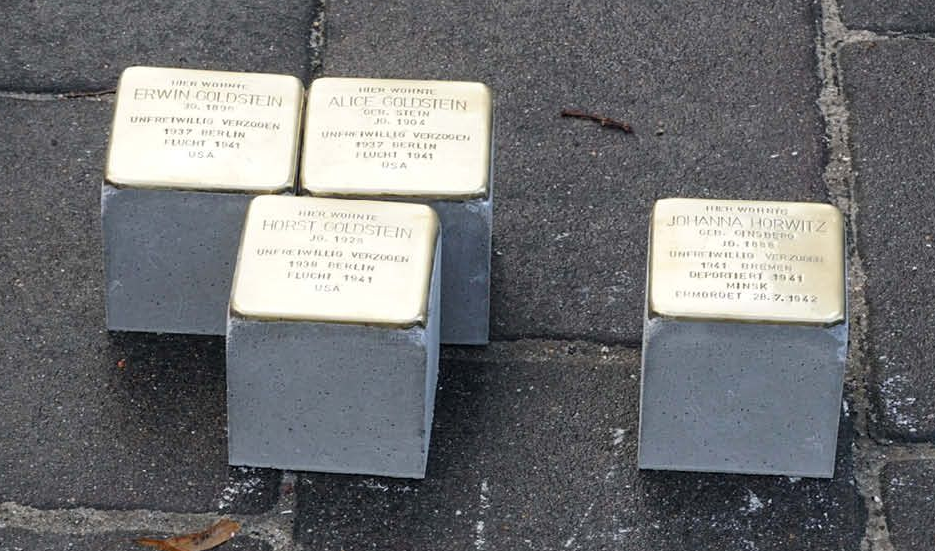 HIER WOHNTE
ERWIN GOLDSTEIN
JG. 1898
UNFREIWILLIG VERZOGEN
1937 BERLIN
FLUCHT 1941
USA
HIER WOHNTE
ALICE GOLDSTEIN
GEB. STEIN
JG. 1904
UNFREIWILLIG VERZOGEN
1937 BERLIN
FLUCHT 1941
USA
HIER WOHNTE
HORST GOLDSTEIN
JG. 1928
UNFREIWILLIG VERZOGEN
1938 BERLIN
FLUCHT 1941
USA
HIER WOHNTE
JOHANNA HORWITZ
GEB. GINSBERG
JG. 1886
UNFREIWILLIG VERZOGEN
1941 BREMEN
DEPORTIERT 1941
MINSK
ERMORDET 28.7.1942